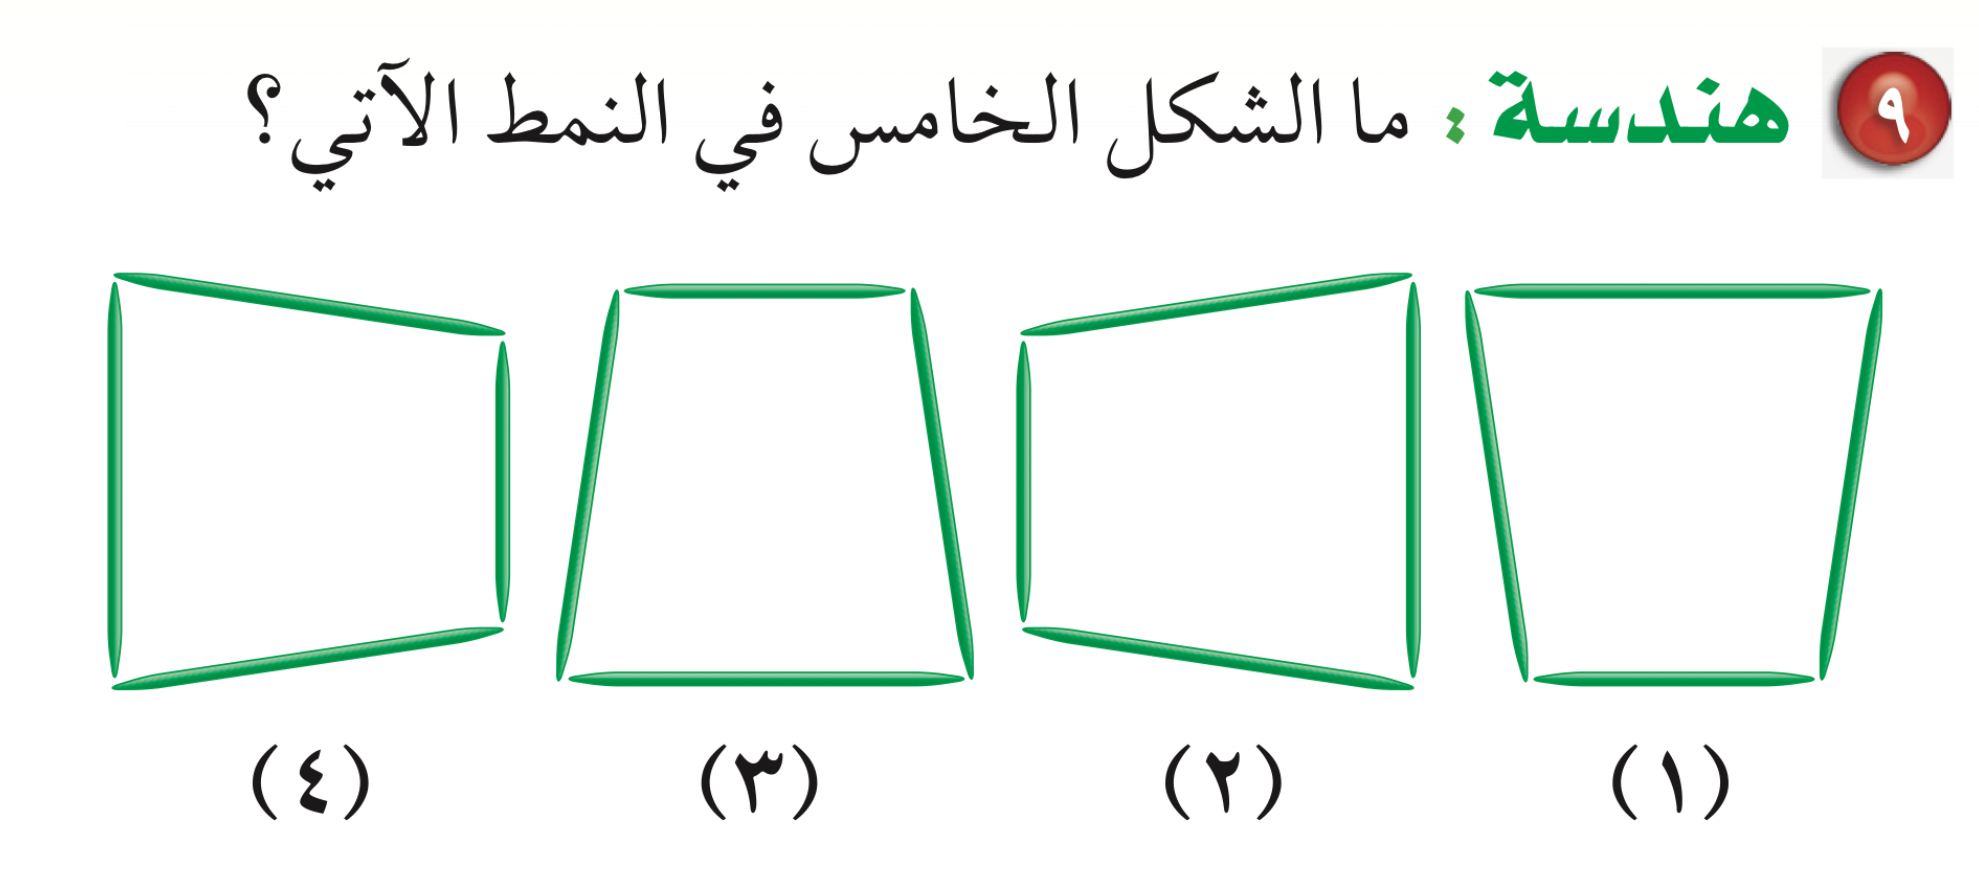 ٩ هندسة : ما الشكل الخامس في النمط الآتي؟
(١) (٢) (٣) (٤)